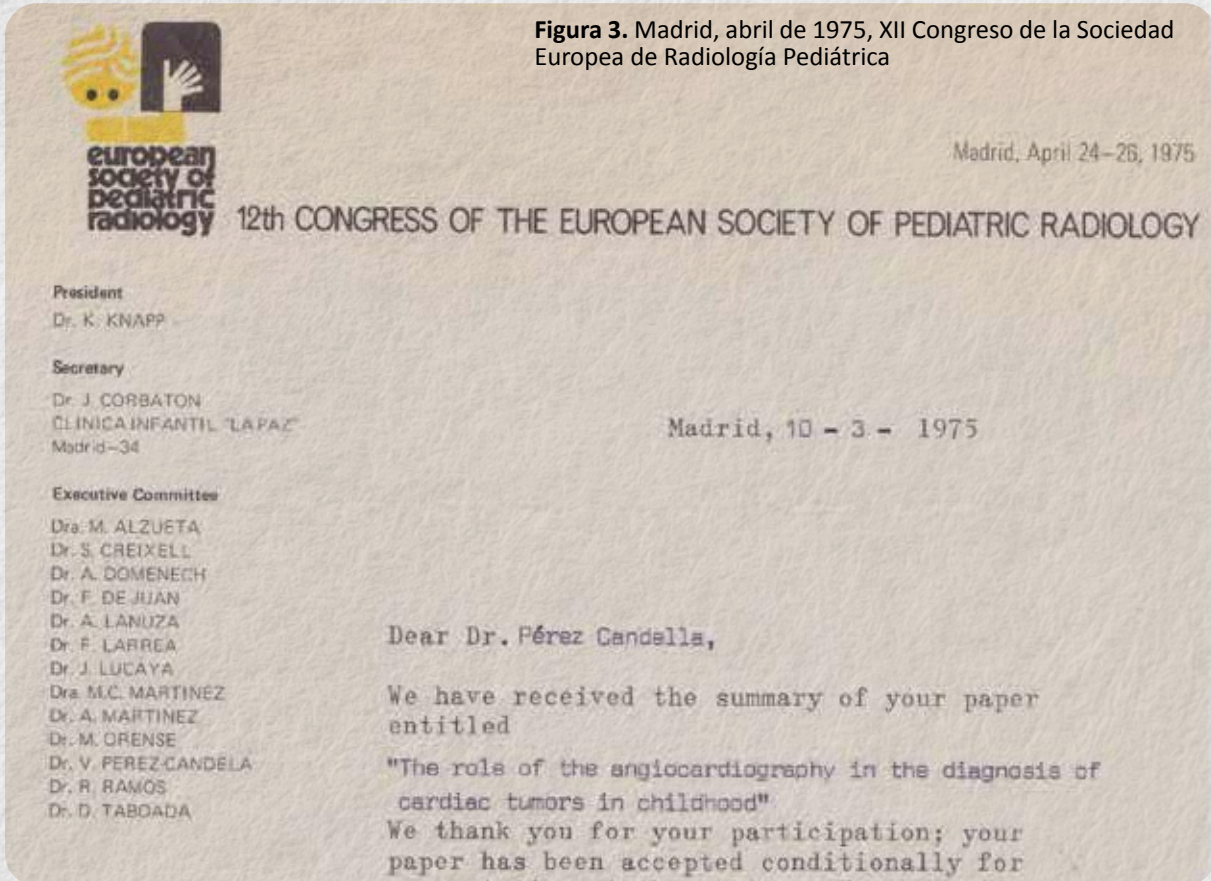 Figura 3. Madrid, abril de 1975, XII Congreso de la Sociedad
Europea de Radiología Pediátrica
european
society of
pediatric
radiology
Madrid, April 24-26, 1975
12th CONGRESS OF THE EUROPEAN SOCIETY OF PEDIATRIC RADIOLOGY
President
Dr. K. KNAPP
Secretary
Dr. J. CORBATON
CLINICA INFANTIL "LA PAZ"
Madrid-34
Executive Committee
Dra. M. ALZUETA
Dr. S. CREIXELL
Dr. A. DOMENECH
Dr. F. DE JUAN
Dr. A. LANUZA
Dr. F. LARREA
Dr. J. LUCAYA
Dra. M.C. MARTINEZ
Dr. A. MARTINEZ
Dr. M. ORENSE
Dr. V. PEREZ-CANDELA
Dr. R. RAMOS
Dr. D. TABOADA
Madrid, 10 - 3 - 1975
Dear Dr. Pérez Candella,
We have received the summary of your paper
entitled
"The role of the angiocardiography in the diagnosis of
cardiac tumors in childhood"
We thank you for your participation; your
paper has been accepted conditionally for